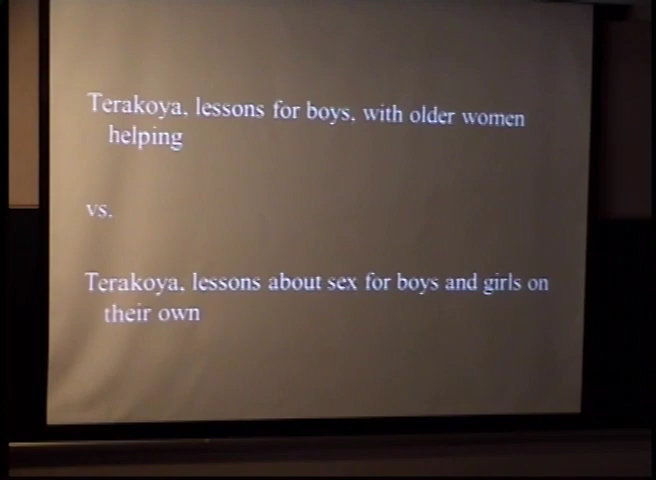 Terakoya, lessons for boys, with older women
helping
vs.
Terakoya, lessons about sex for boys and girls on
their own